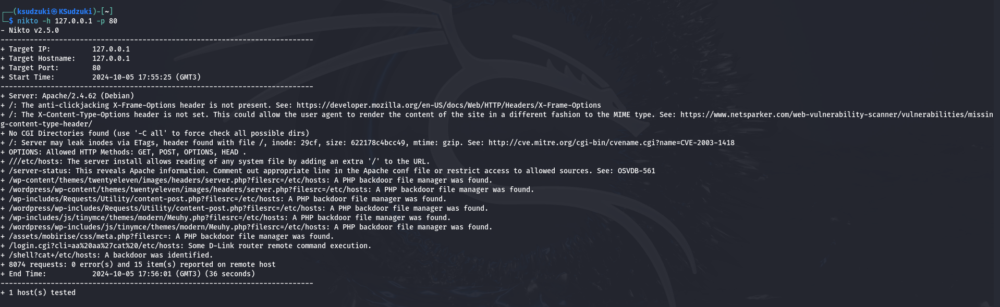 ┌──(ksudzuki㉿KSudzuki)-[~]
└─$ nikto -h 127.0.0.1 -p 80
- Nikto v2.5.0
---------------------------------------------------------------------------
+ Target IP:          127.0.0.1
+ Target Hostname:    127.0.0.1
+ Target Port:        80
+ Start Time:         2024-10-05 17:55:25 (GMT3)
---------------------------------------------------------------------------
+ Server: Apache/2.4.62 (Debian)
+ /: The anti-clickjacking X-Frame-Options header is not present. See: https://developer.mozilla.org/en-US/docs/Web/HTTP/Headers/X-Frame-Options
+ /: The X-Content-Type-Options header is not set. This could allow the user agent to render the content of the site in a different fashion to the MIME type. See: https://www.netsparker.com/web-vulnerability-scanner/vulnerabilities/missin
g-content-type-header/
+ No CGI Directories found (use '-C all' to force check all possible dirs)
+ /: Server may leak inodes via ETags, header found with file /, inode: 29cf, size: 622178c4bcc49, mtime: gzip. See: http://cve.mitre.org/cgi-bin/cvename.cgi?name=CVE-2003-1418
+ OPTIONS: Allowed HTTP Methods: GET, POST, OPTIONS, HEAD .
+ ///etc/hosts: The server install allows reading of any system file by adding an extra '/' to the URL.
+ /server-status: This reveals Apache information. Comment out appropriate line in the Apache conf file or restrict access to allowed sources. See: OSVDB-561
+ /wp-content/themes/twentyeleven/images/headers/server.php?filesrc=/etc/hosts: A PHP backdoor file manager was found.
+ /wordpress/wp-content/themes/twentyeleven/images/headers/server.php?filesrc=/etc/hosts: A PHP backdoor file manager was found.
+ /wp-includes/Requests/Utility/content-post.php?filesrc=/etc/hosts: A PHP backdoor file manager was found.
+ /wordpress/wp-includes/Requests/Utility/content-post.php?filesrc=/etc/hosts: A PHP backdoor file manager was found.
+ /wp-includes/js/tinymce/themes/modern/Meuhy.php?filesrc=/etc/hosts: A PHP backdoor file manager was found.
+ /wordpress/wp-includes/js/tinymce/themes/modern/Meuhy.php?filesrc=/etc/hosts: A PHP backdoor file manager was found.
+ /assets/mobirise/css/meta.php?filesrc=: A PHP backdoor file manager was found.
+ /login.cgi?cli=aa%20aa%27cat%20/etc/hosts: Some D-Link router remote command execution.
+ /shell?cat+/etc/hosts: A backdoor was identified.
+ 8074 requests: 0 error(s) and 15 item(s) reported on remote host
+ End Time:           2024-10-05 17:56:01 (GMT3) (36 seconds)
---------------------------------------------------------------------------
+ 1 host(s) tested